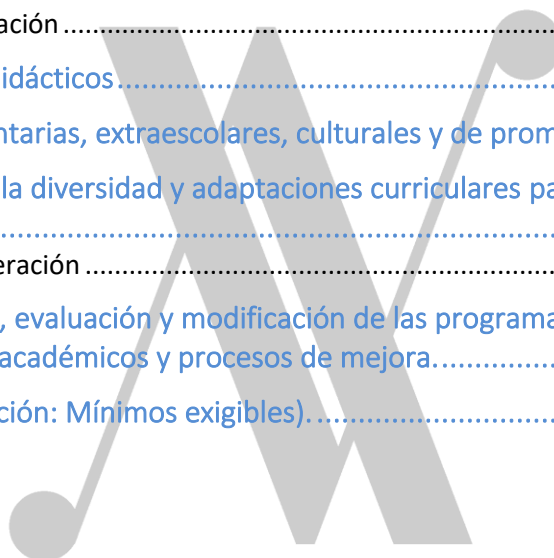 ación ........................................................
idácticos ..................................................
ntarias, extraescolares, culturales y de prom
la diversidad y adaptaciones curriculares pa
................................................................
eración .....................................................
, evaluación y modificación de las programa
académicos y procesos de mejora. ..............
ción: Mínimos exigibles). ............................